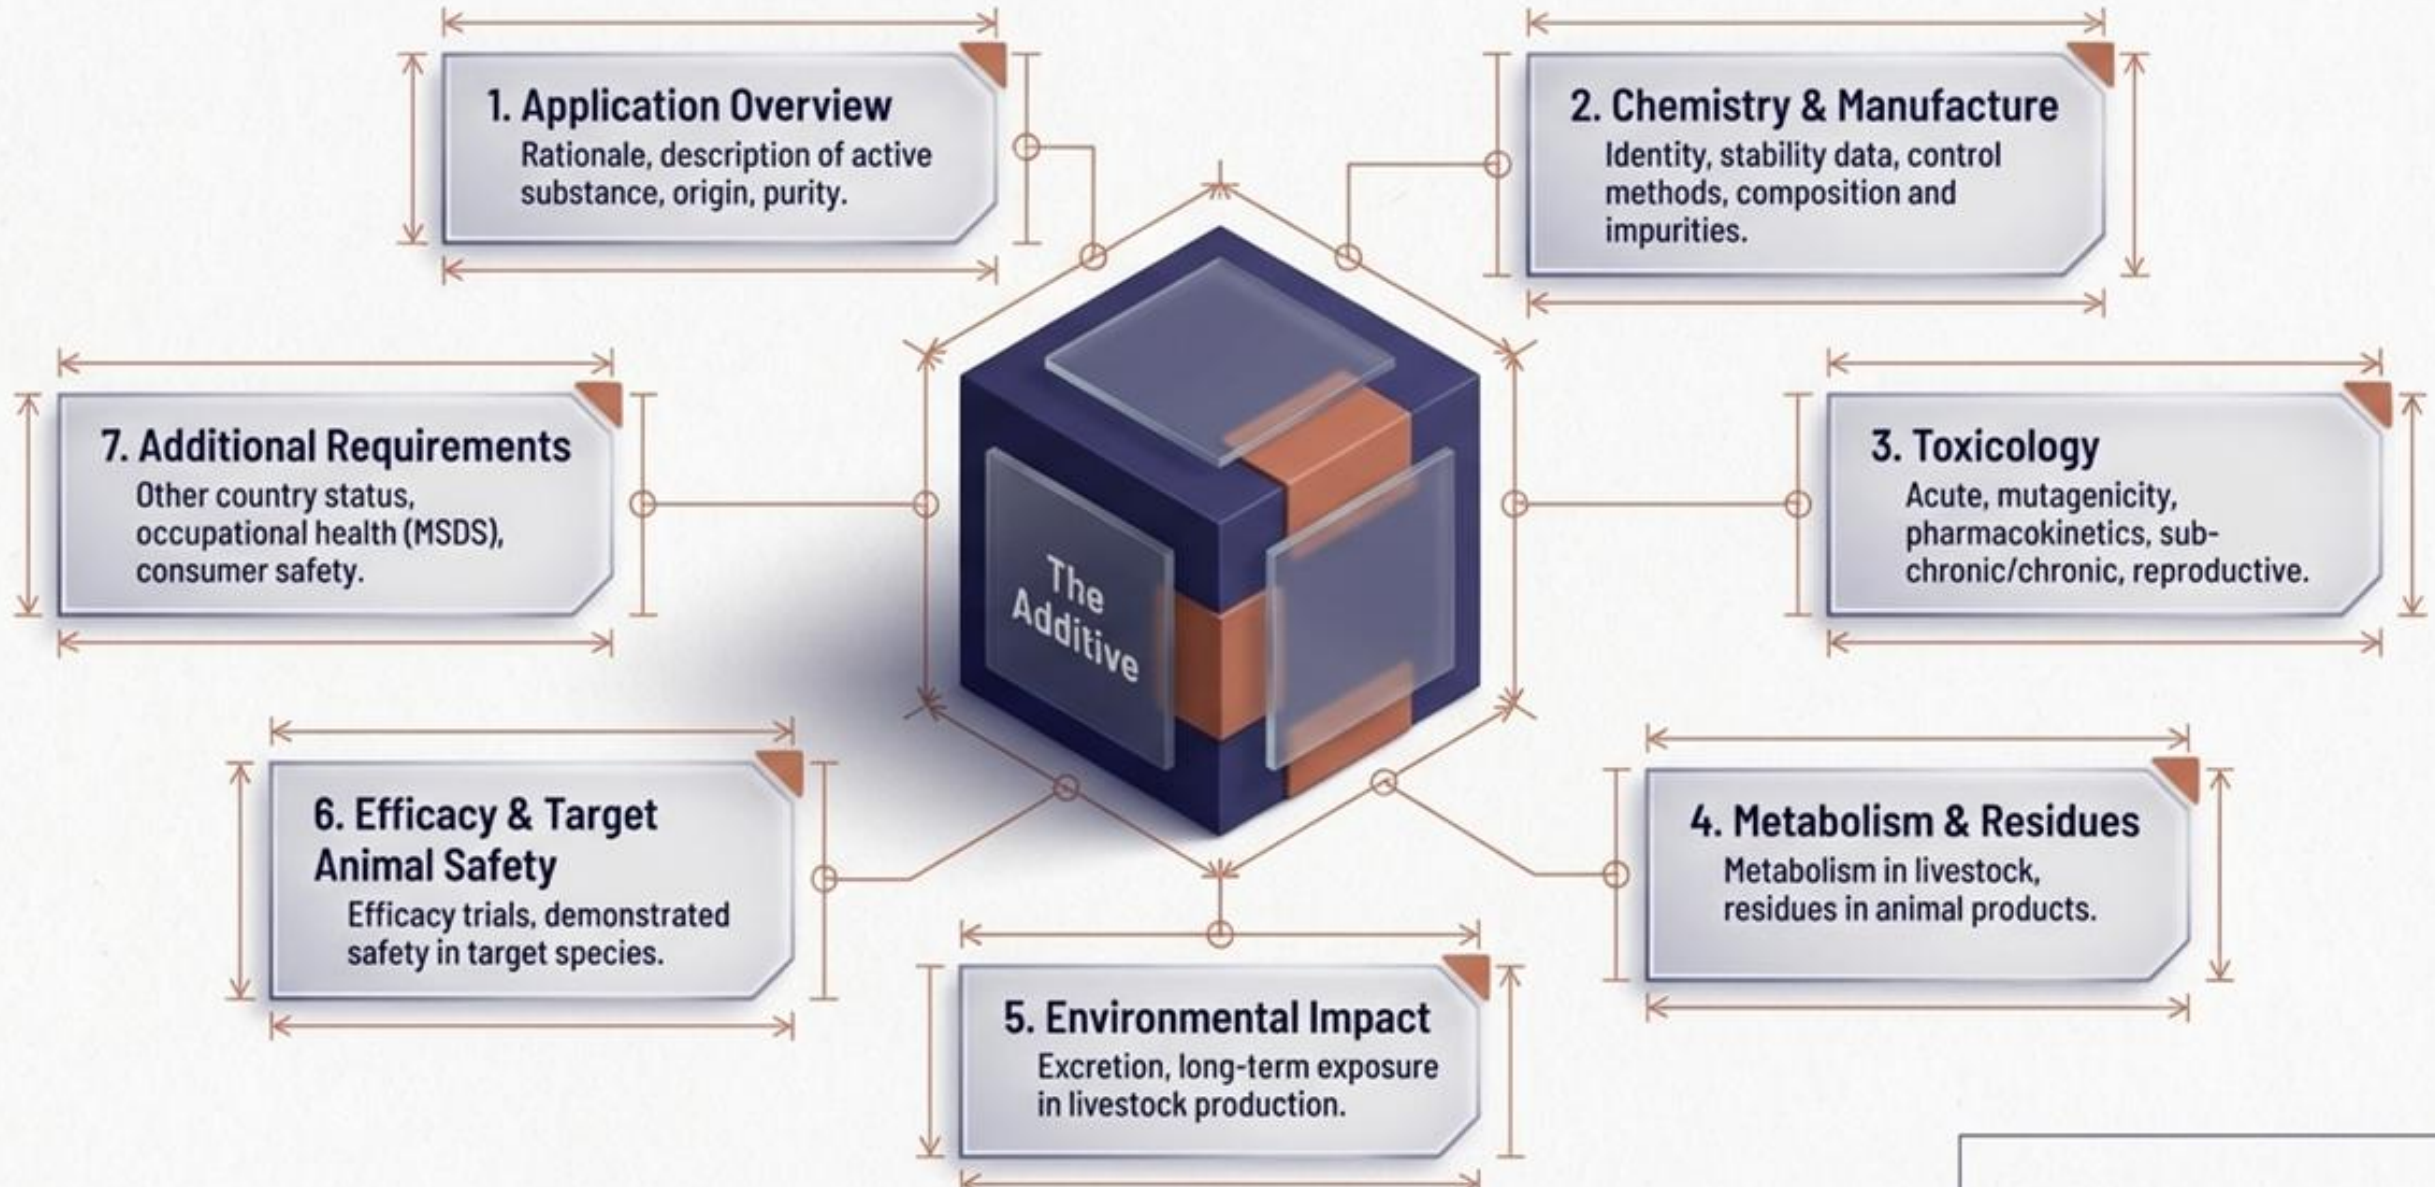 1. Application Overview
Rationale, description of active
substance, origin, purity.
2. Chemistry & Manufacture
Identity, stability data, control
methods, composition and
impurities.
3. Toxicology
Acute, mutagenicity,
pharmacokinetics, sub-
chronic/chronic, reproductive.
4. Metabolism & Residues
Metabolism in livestock,
residues in animal products.
5. Environmental Impact
Excretion, long-term exposure
in livestock production.
6. Efficacy & Target
Animal Safety
Efficacy trials, demonstrated
safety in target species.
7. Additional Requirements
Other country status,
occupational health (MSDS),
consumer safety.
The
Additive